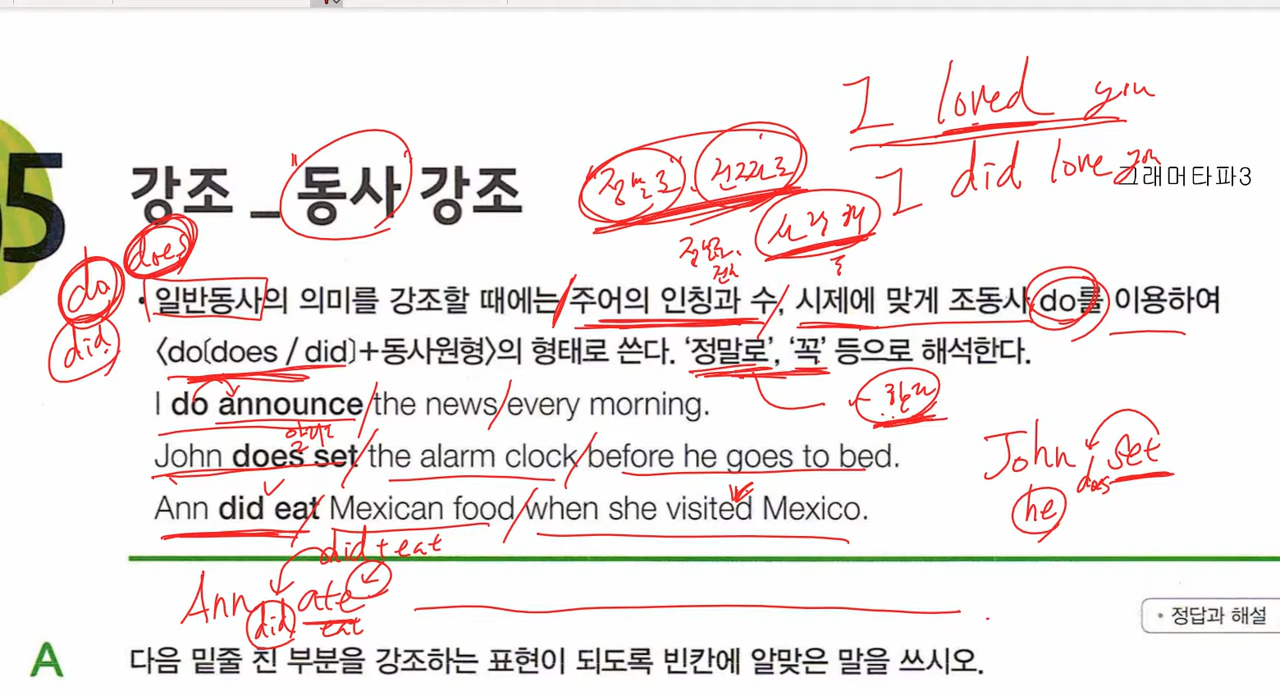 I loved you
I did love you
그래머타파3
5
강조 _ "동사" 강조
"정말로", 진짜로
does
do
did
• 일반동사의 의미를 강조할 때에는 주어의 인칭과 수, 시제에 맞게 조동사 do를 이용하여
〈do(does / did)+동사원형〉의 형태로 쓴다. '정말로', '꼭' 등으로 해석한다.
I do announce the news every morning.
John does set the alarm clock before he goes to bed.
John set
does
he
Ann did eat Mexican food when she visited Mexico.
did + eat
Ann ate
did eat
• 정답과 해설
A 다음 밑줄 친 부분을 강조하는 표현이 되도록 빈칸에 알맞은 말을 쓰시오.